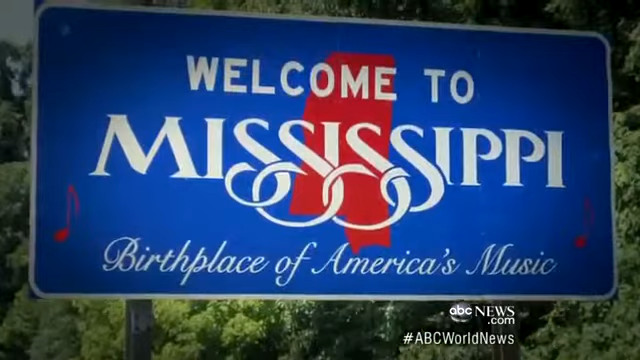 WELCOME TO
MISSISSIPPI
Birthplace of America's Music
abc NEWS
.com
#ABCWorldNews